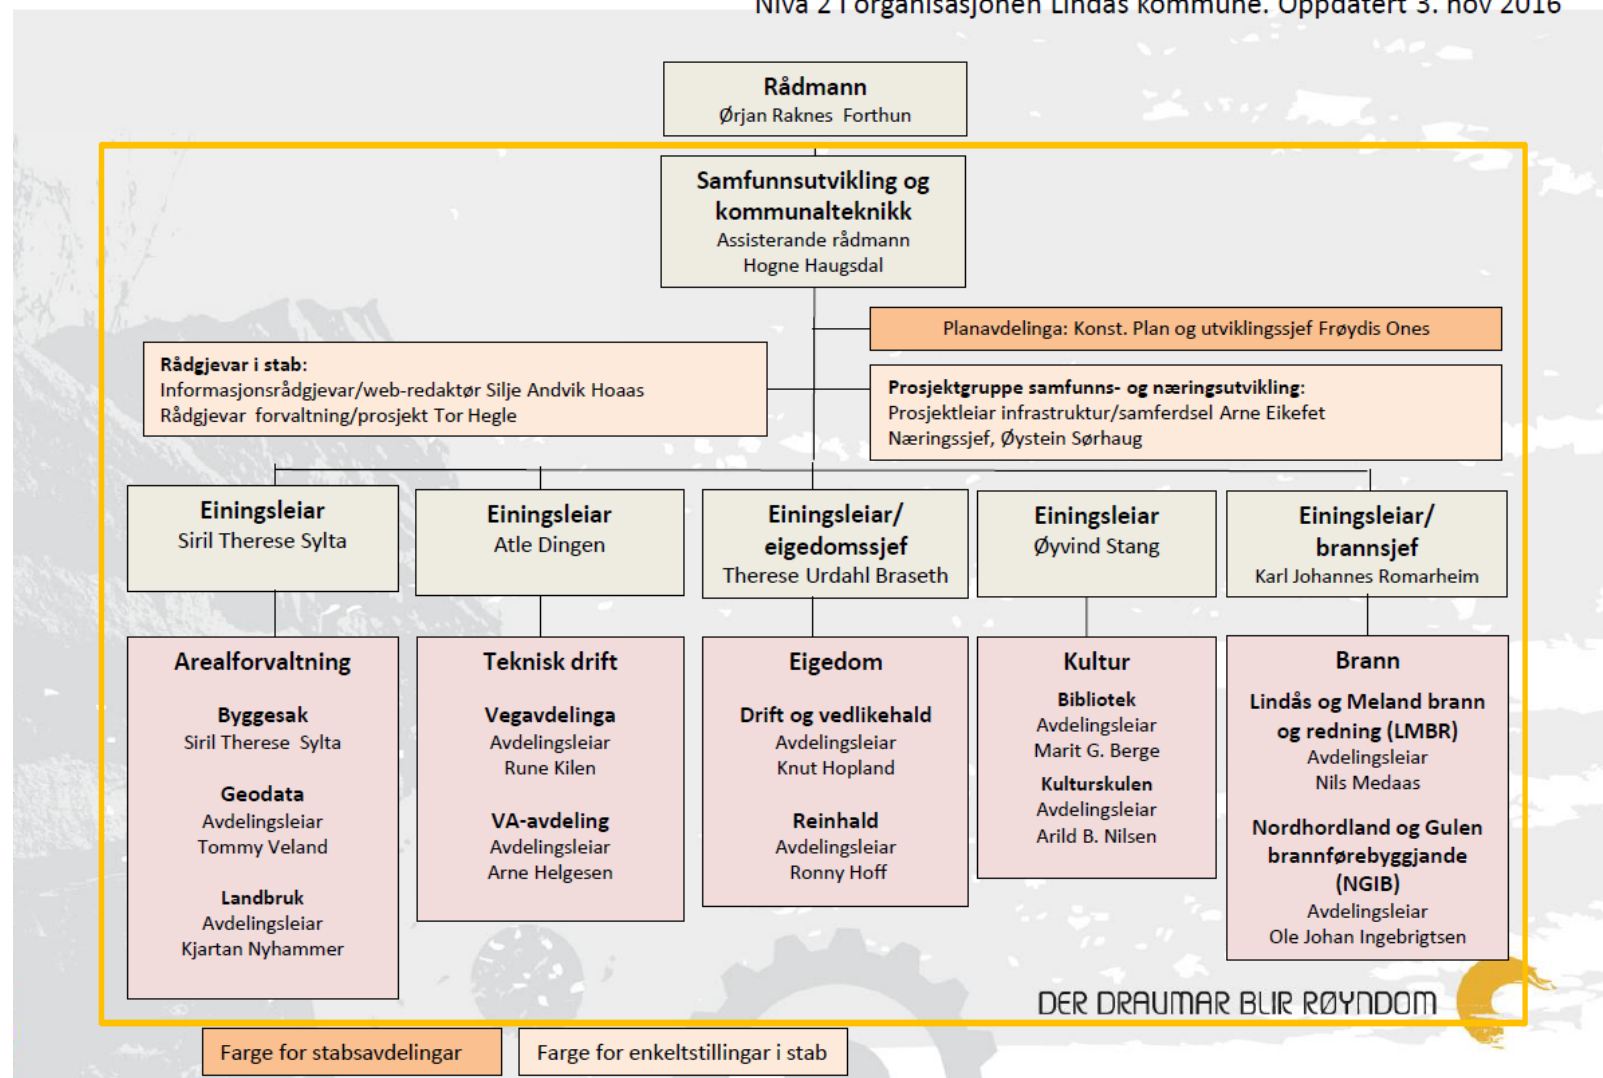 Nivå 2 i organisasjonen Lindås kommune. Oppdatert 3. nov 2016
Rådmann
Ørjan Raknes Forthun
Samfunnsutvikling og
kommunalteknikk
Assisterande rådmann
Hogne Haugsdal
Planavdelinga: Konst. Plan og utviklingssjef Frøydis Ones
Rådgjevar i stab:
Informasjonsrådgjevar/web-redaktør Silje Andvik Hoaas
Rådgjevar forvaltning/prosjekt Tor Hegle
Prosjektgruppe samfunns- og næringsutvikling:
Prosjektleiar infrastruktur/samferdsel Arne Eikefet
Næringssjef, Øystein Sørhaug
Einingsleiar
Siril Therese Sylta
Einingsleiar
Atle Dingen
Einingsleiar/
eigedomssjef
Therese Urdahl Braseth
Einingsleiar
Øyvind Stang
Einingsleiar/
brannsjef
Karl Johannes Romarheim
Arealforvaltning
Byggesak
Siril Therese Sylta
Geodata
Avdelingsleiar
Tommy Veland
Landbruk
Avdelingsleiar
Kjartan Nyhammer
Teknisk drift
Vegavdelinga
Avdelingsleiar
Rune Kilen
VA-avdeling
Avdelingsleiar
Arne Helgesen
Eigedom
Drift og vedlikehald
Avdelingsleiar
Knut Hopland
Reinhald
Avdelingsleiar
Ronny Hoff
Kultur
Bibliotek
Avdelingsleiar
Marit G. Berge
Kulturskulen
Avdelingsleiar
Arild B. Nilsen
Brann
Lindås og Meland brann
og redning (LMBR)
Avdelingsleiar
Nils Medaas
Nordhordland og Gulen
brannførebyggjande
(NGIB)
Avdelingsleiar
Ole Johan Ingebrigtsen
DER DRAUMAR BLIR RØYNDOM
Farge for stabsavdelingar
Farge for enkeltstillingar i stab